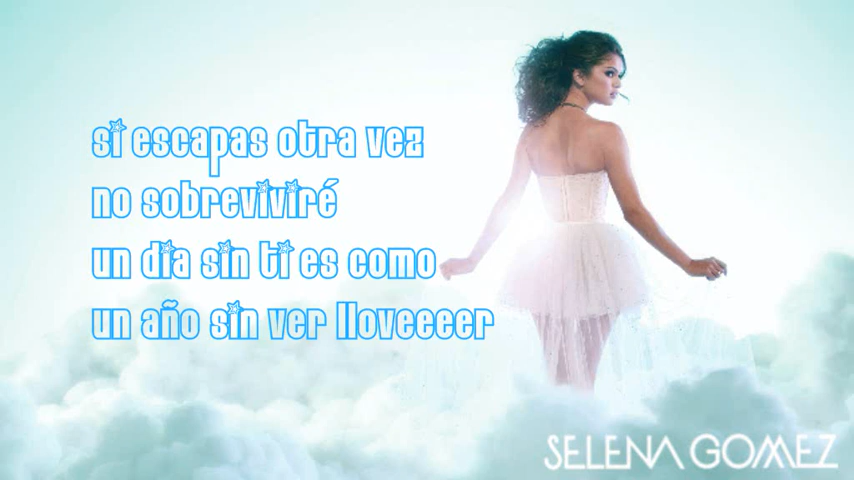 si escapas otra vez
no sobreviviré
un dia sin ti es como
un año sin ver lloveeeer
SELENA GOMEZ